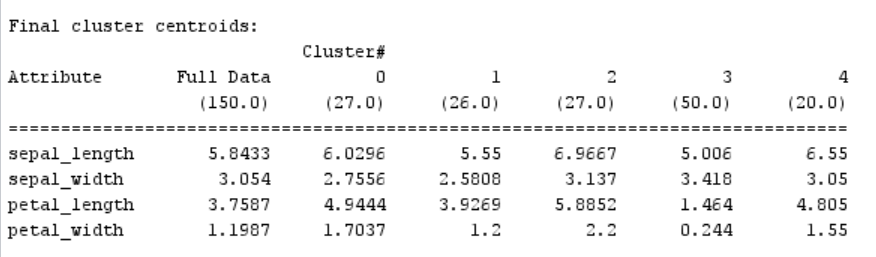 Final cluster centroids:
Cluster#
Attribute Full Data 0 1 2 3 4
(150.0) (27.0) (26.0) (27.0) (50.0) (20.0)
================================================================================
sepal_length 5.8433 6.0296 5.55 6.9667 5.006 6.55
sepal_width 3.054 2.7556 2.5808 3.137 3.418 3.05
petal_length 3.7587 4.9444 3.9269 5.8852 1.464 4.805
petal_width 1.1987 1.7037 1.2 2.2 0.244 1.55